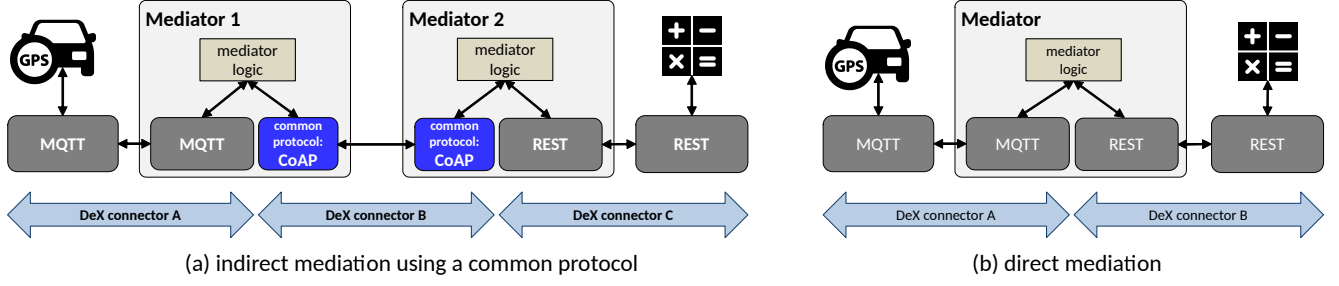 Mediator 1
mediator
logic
GPS
MQTT
MQTT
common
protocol:
CoAP
Mediator 2
mediator
logic
common
protocol:
CoAP
REST
REST
+ −
× =
DeX connector A
DeX connector B
DeX connector C
(a) indirect mediation using a common protocol
Mediator
mediator
logic
GPS
MQTT
MQTT
REST
REST
+ −
× =
DeX connector A
DeX connector B
(b) direct mediation